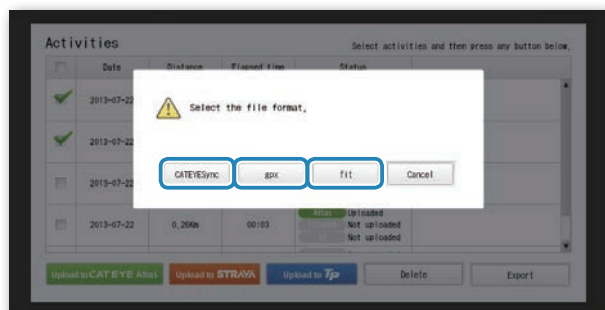 Activities
Select activities and then press any button below.
Date Distance Elapsed time Status
2013-07-22
Select the file format.
2013-07-22
CATEYESync gpx fit Cancel
2013-07-22
Atlas Uploaded
2013-07-22 0.26Km 00:03 Not uploaded
Not uploaded
Upload to CAT EYE Atlas Upload to STRAVA Upload to Tp Delete Export